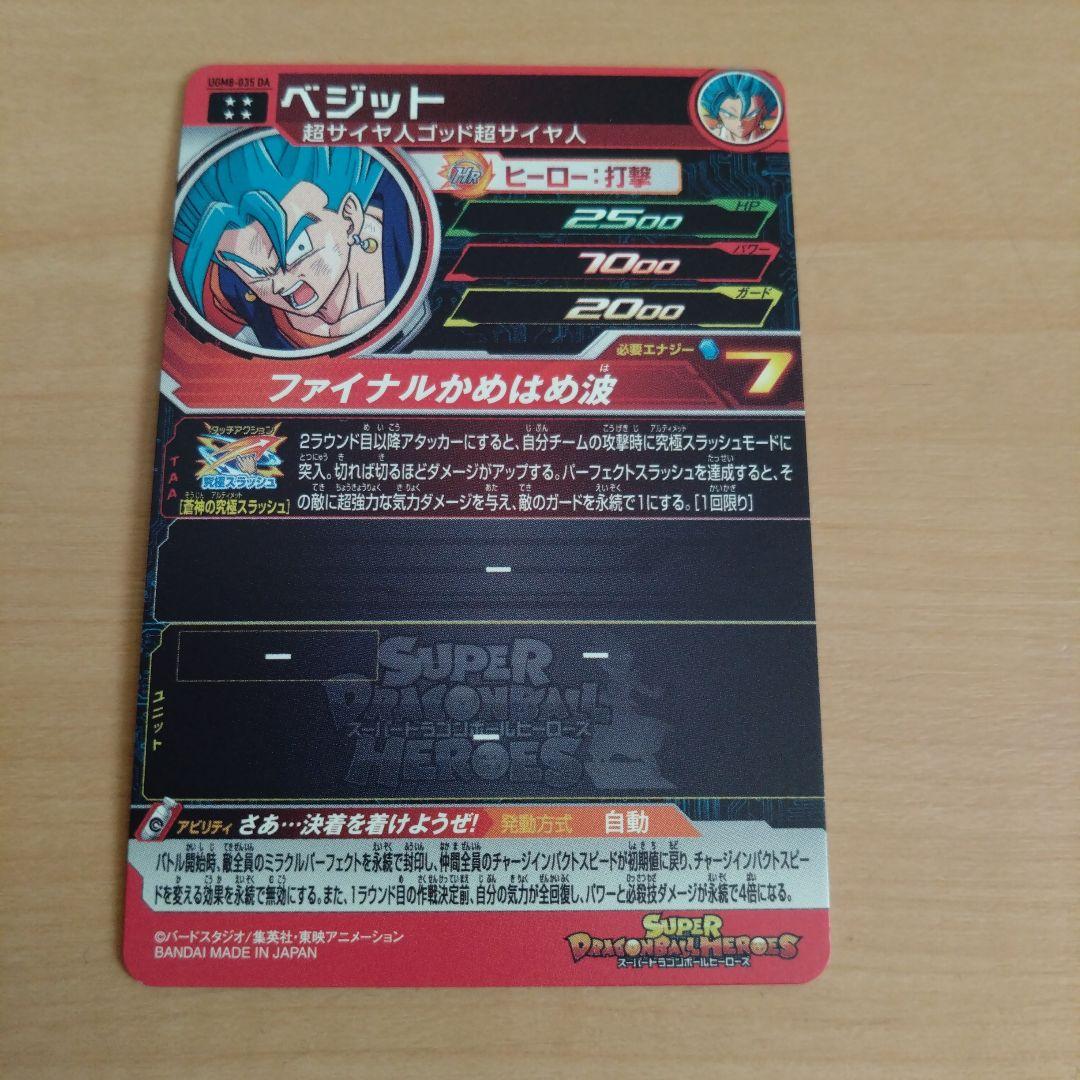 UGM8-035 DA
ベジット
超サイヤ人ゴッド超サイヤ人
HR ヒーロー:打撃
HP
2500
パワー
1000
ガード
2000
必要エナジー 7
ファイナルかめはめ波
タッチアクション
究極スラッシュ
[蒼神の究極スラッシュ]
TAA
2ラウンド目以降アタッカーにすると、自分チームの攻撃時に究極スラッシュモードに
突入。切れば切るほどダメージがアップする。パーフェクトスラッシュを達成すると、そ
の敵に超強力な気力ダメージを与え、敵のガードを永続で1にする。[1回限り]
ー
ユニット
ー ー
ー
SUPER
DRAGONBALL
スーパードラゴンボールヒーローズ
HEROES
アビリティ さあ…決着を着けようぜ! 発動方式 自動
バトル開始時、敵全員のミラクルパーフェクトを永続で封印し、仲間全員のチャージインパクトスピードが初期値に戻り、チャージインパクトスピー
ドを変える効果を永続で無効にする。また、1ラウンド目の作戦決定前、自分の気力が全回復し、パワーと必殺技ダメージが永続で4倍になる。
©バードスタジオ/集英社・東映アニメーション
BANDAI MADE IN JAPAN
SUPER
DRAGONBALL HEROES
スーパードラゴンボールヒーローズ